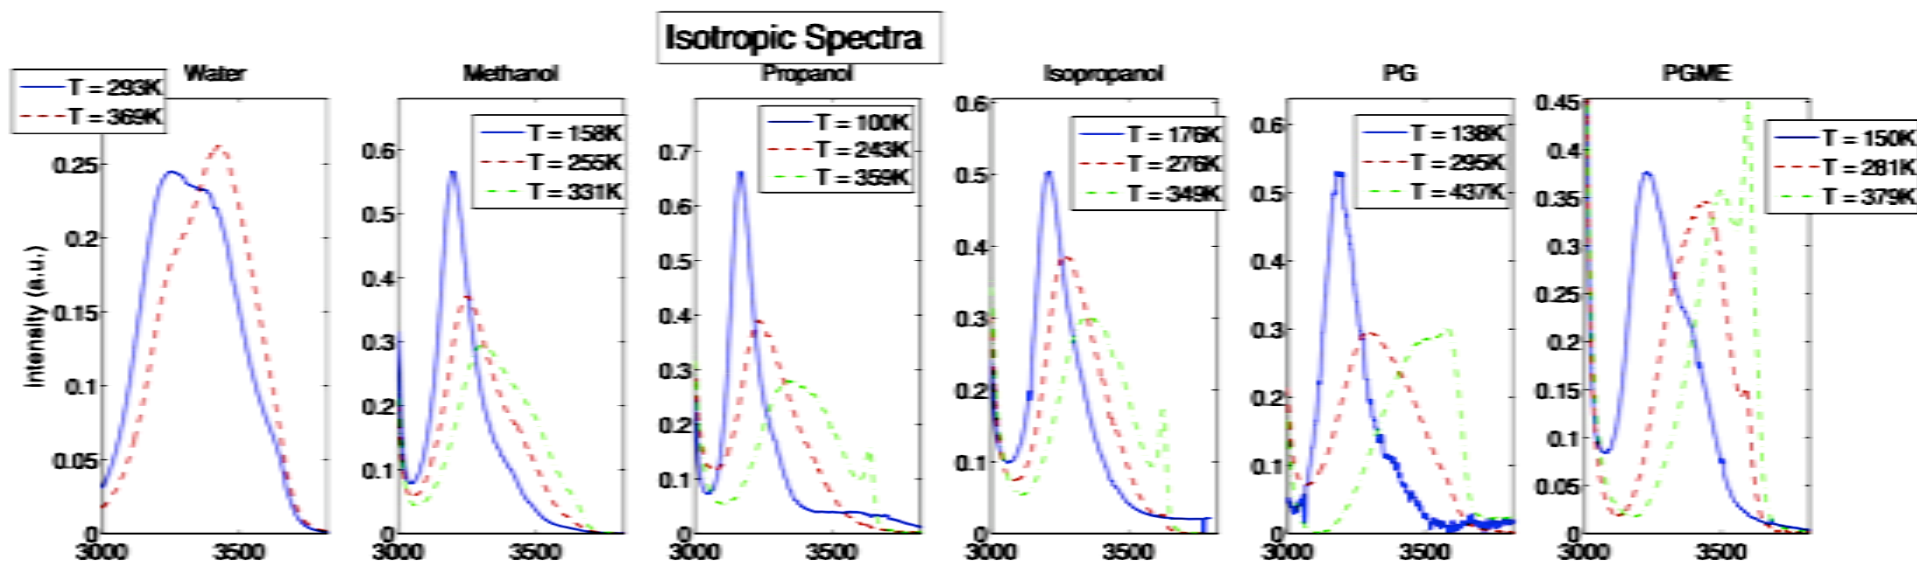 Isotropic Spectra
Water
T = 293K
T = 369K
Intensity (a.u.)
0.25
0.2
0.15
0.1
0.05
0
3000
3500
Methanol
T = 158K
T = 255K
T = 331K
0.6
0.5
0.4
0.3
0.2
0.1
0
3000
3500
Propanol
T = 100K
T = 243K
T = 359K
0.7
0.6
0.5
0.4
0.3
0.2
0.1
0
3000
3500
Isopropanol
T = 176K
T = 276K
T = 349K
0.6
0.5
0.4
0.3
0.2
0.1
0
3000
3500
PG
T = 138K
T = 295K
T = 437K
0.6
0.5
0.4
0.3
0.2
0.1
0
3000
3500
PGME
T = 150K
T = 281K
T = 379K
0.45
0.4
0.35
0.3
0.25
0.2
0.15
0.1
0.05
0
3000
3500